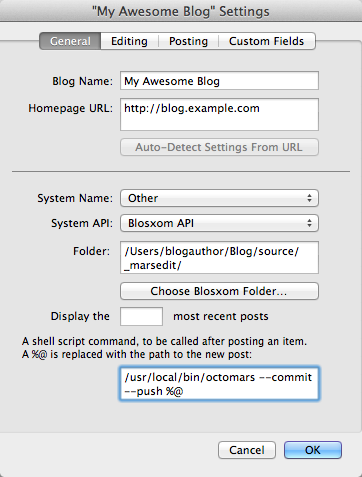 "My Awesome Blog" Settings
General Editing Posting Custom Fields
Blog Name: My Awesome Blog
Homepage URL: http://blog.example.com
Auto-Detect Settings From URL
System Name: Other
System API: Blosxom API
Folder: /Users/blogauthor/Blog/source/
_marsedit/
Choose Blosxom Folder...
Display the most recent posts
A shell script command, to be called after posting an item.
A %@ is replaced with the path to the new post:
/usr/local/bin/octomars --commit
--push %@
Cancel OK